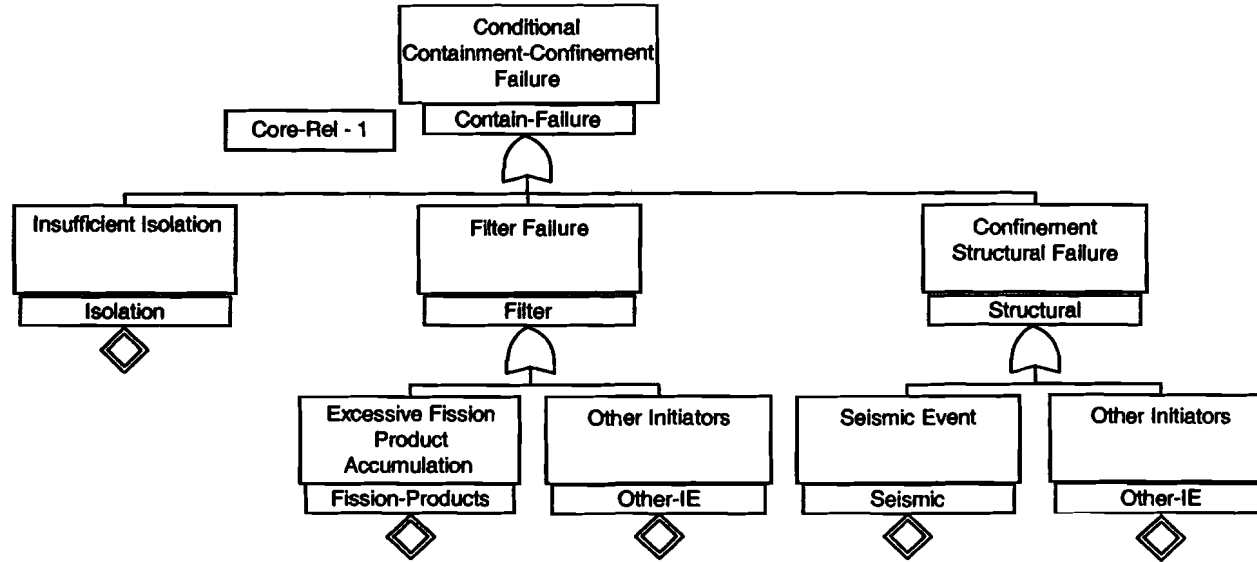 Conditional
Containment-Confinement
Failure
Contain-Failure
Core-Rel - 1
Insufficient Isolation
Isolation
Filter Failure
Filter
Confinement
Structural Failure
Structural
Excessive Fission
Product
Accumulation
Fission-Products
Other Initiators
Other-IE
Seismic Event
Seismic
Other Initiators
Other-IE